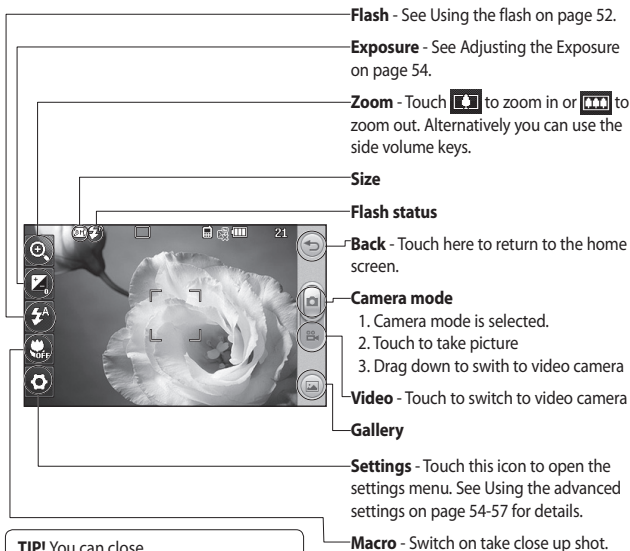 Flash - See Using the flash on page 52.
Exposure - See Adjusting the Exposure
on page 54.
Zoom - Touch to zoom in or to
zoom out. Alternatively you can use the
side volume keys.
Size
Flash status
21
Back - Touch here to return to the home
screen.
Camera mode
1. Camera mode is selected.
2. Touch to take picture
3. Drag down to swith to video camera
OFF
Video - Touch to switch to video camera
Gallery
Settings - Touch this icon to open the
settings menu. See Using the advanced
settings on page 54-57 for details.
Macro - Switch on take close up shot.
TIP! You can close